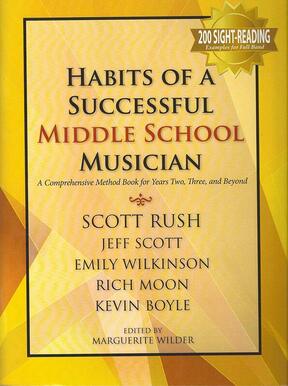 200 SIGHT-READING
Examples for Full Band
HABITS OF A
SUCCESSFUL
MIDDLE SCHOOL
MUSICIAN
A Comprehensive Method Book for Years Two, Three, and Beyond
SCOTT RUSH
JEFF SCOTT
EMILY WILKINSON
RICH MOON
KEVIN BOYLE
EDITED BY
MARGUERITE WILDER